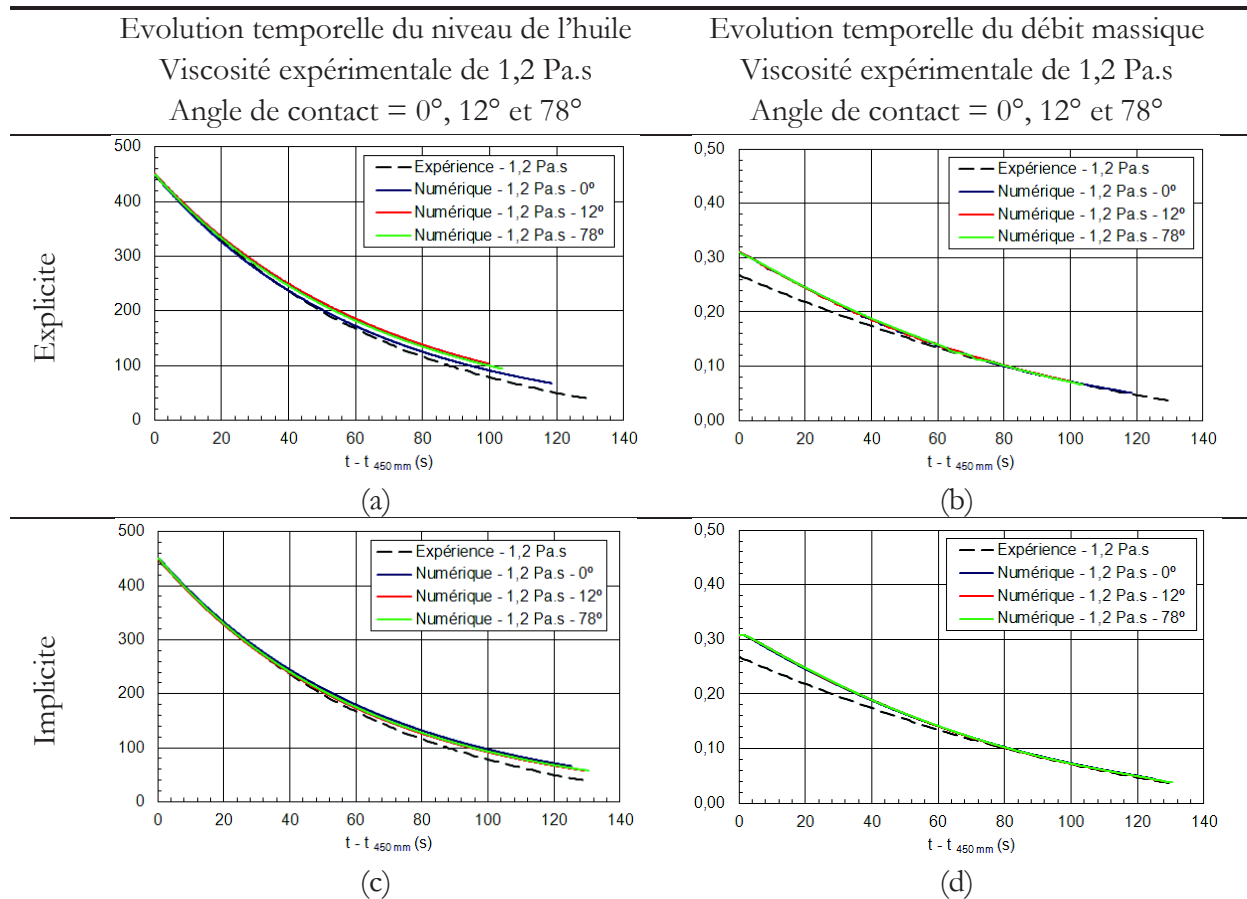 Evolution temporelle du niveau de l'huile
Viscosité expérimentale de 1,2 Pa.s
Angle de contact = 0°, 12° et 78°
Evolution temporelle du débit massique
Viscosité expérimentale de 1,2 Pa.s
Angle de contact = 0°, 12° et 78°
Explicite
500
400
300
200
100
0
Expérience - 1,2 Pa.s
Numérique - 1,2 Pa.s - 0º
Numérique - 1,2 Pa.s - 12º
Numérique - 1,2 Pa.s - 78º
0 20 40 60 80 100 120 140
t - t 450 mm (s)
(a)
0,50
0,40
0,30
0,20
0,10
0,00
Expérience - 1,2 Pa.s
Numérique - 1,2 Pa.s - 0º
Numérique - 1,2 Pa.s - 12º
Numérique - 1,2 Pa.s - 78º
0 20 40 60 80 100 120 140
t - t 450 mm (s)
(b)
Implicite
500
400
300
200
100
0
Expérience - 1,2 Pa.s
Numérique - 1,2 Pa.s - 0º
Numérique - 1,2 Pa.s - 12º
Numérique - 1,2 Pa.s - 78º
0 20 40 60 80 100 120 140
t - t 450 mm (s)
(c)
0,50
0,40
0,30
0,20
0,10
0,00
Expérience - 1,2 Pa.s
Numérique - 1,2 Pa.s - 0º
Numérique - 1,2 Pa.s - 12º
Numérique - 1,2 Pa.s - 78º
0 20 40 60 80 100 120 140
t - t 450 mm (s)
(d)